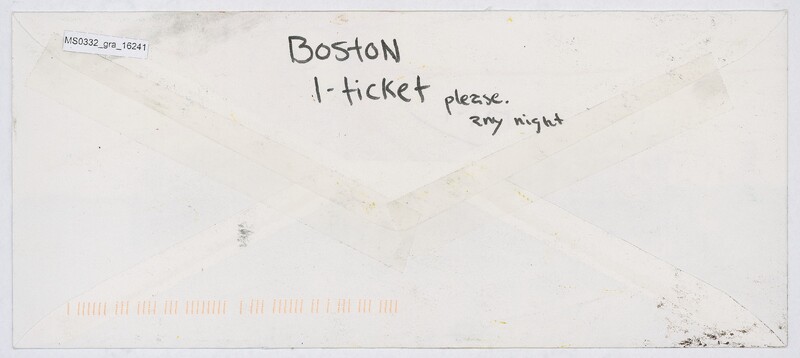 MS0332_gra_16241
BOSTON
1-ticket please.
any night